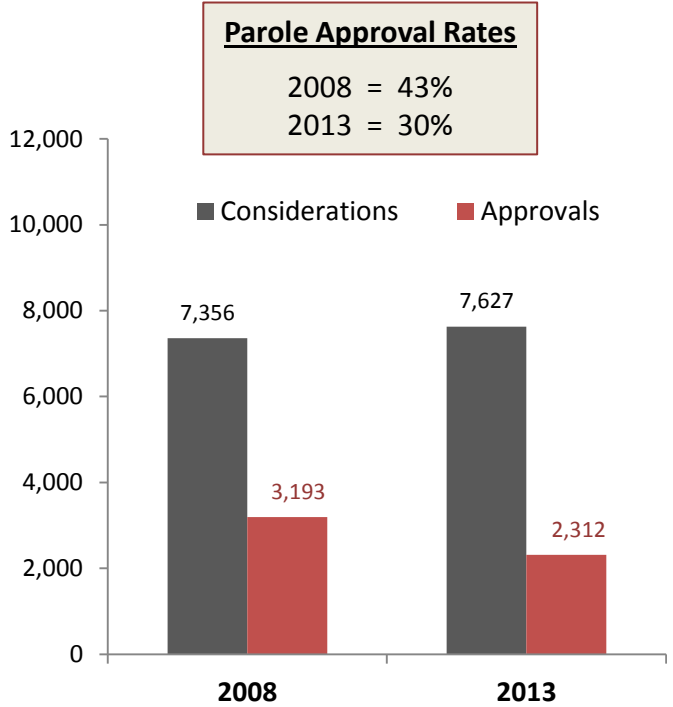 Parole Approval Rates
2008 = 43%
2013 = 30%
12,000
10,000
8,000
6,000
4,000
2,000
0
Considerations
Approvals
7,356
3,193
7,627
2,312
2008
2013